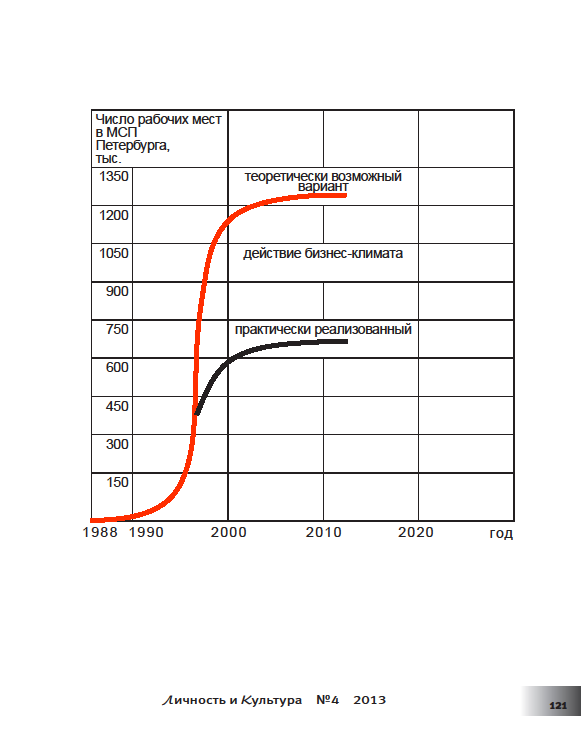 Число рабочих мест
в МСП
Петербурга,
тыс.
1350
теоретически возможный
вариант
1200
1050
действие бизнес-климата
900
750
практически реализованный
600
450
300
150
1988 1990 2000 2010 2020 год
Личность и Культура №4 2013
121